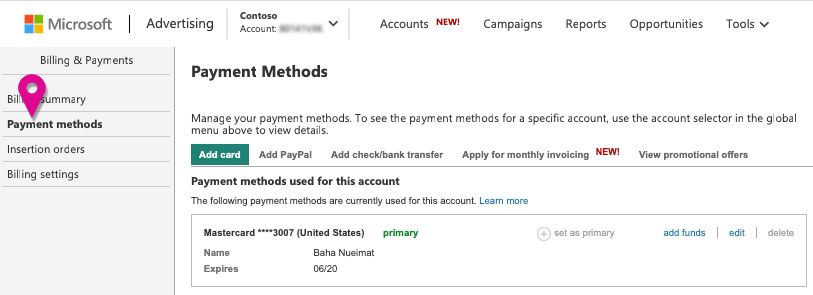 Microsoft
Advertising
Contoso
Account:
Accounts NEW!
Campaigns
Reports
Opportunities
Tools
Billing & Payments
Billing summary
Payment methods
Insertion orders
Billing settings
Payment Methods
Manage your payment methods. To see the payment methods for a specific account, use the account selector in the global
menu above to view details.
Add card
Add PayPal
Add check/bank transfer
Apply for monthly invoicing NEW!
View promotional offers
Payment methods used for this account
The following payment methods are currently used for this account. Learn more
Mastercard ****3007 (United States) primary set as primary add funds edit delete
Name Baha Nueimat
Expires 06/20